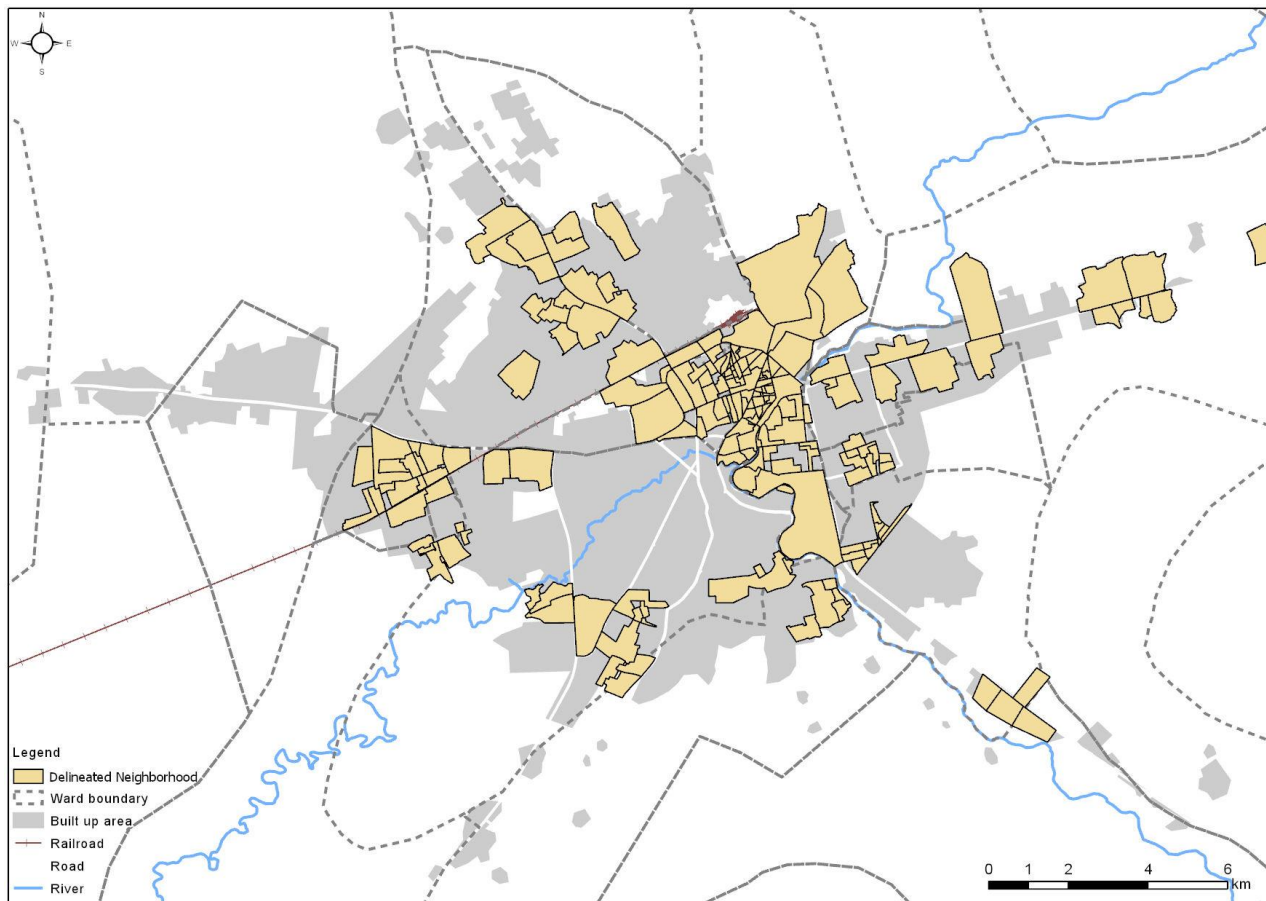 N
W E
S
Legend
Delineated Neighborhood
Ward boundary
Built up area
Railroad
Road
River
0 1 2 4 6
km